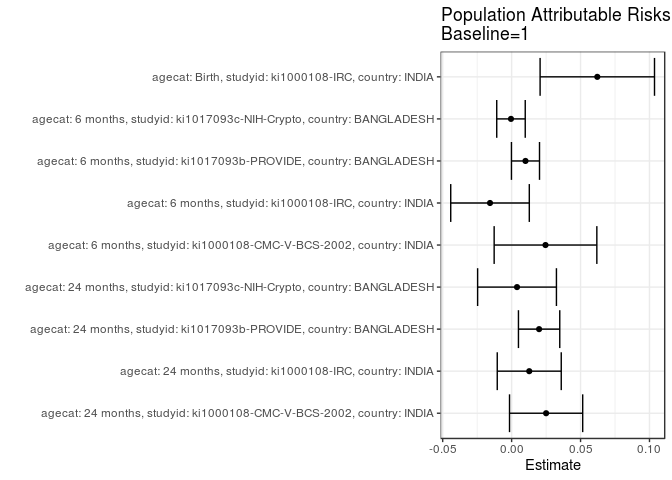 Population Attributable Risks
Baseline=1
agecat: Birth, studyid: ki1000108-IRC, country: INDIA
agecat: 6 months, studyid: ki1017093c-NIH-Crypto, country: BANGLADESH
agecat: 6 months, studyid: ki1017093b-PROVIDE, country: BANGLADESH
agecat: 6 months, studyid: ki1000108-IRC, country: INDIA
agecat: 6 months, studyid: ki1000108-CMC-V-BCS-2002, country: INDIA
agecat: 24 months, studyid: ki1017093c-NIH-Crypto, country: BANGLADESH
agecat: 24 months, studyid: ki1017093b-PROVIDE, country: BANGLADESH
agecat: 24 months, studyid: ki1000108-IRC, country: INDIA
agecat: 24 months, studyid: ki1000108-CMC-V-BCS-2002, country: INDIA
-0.05 0.00 0.05 0.10
Estimate